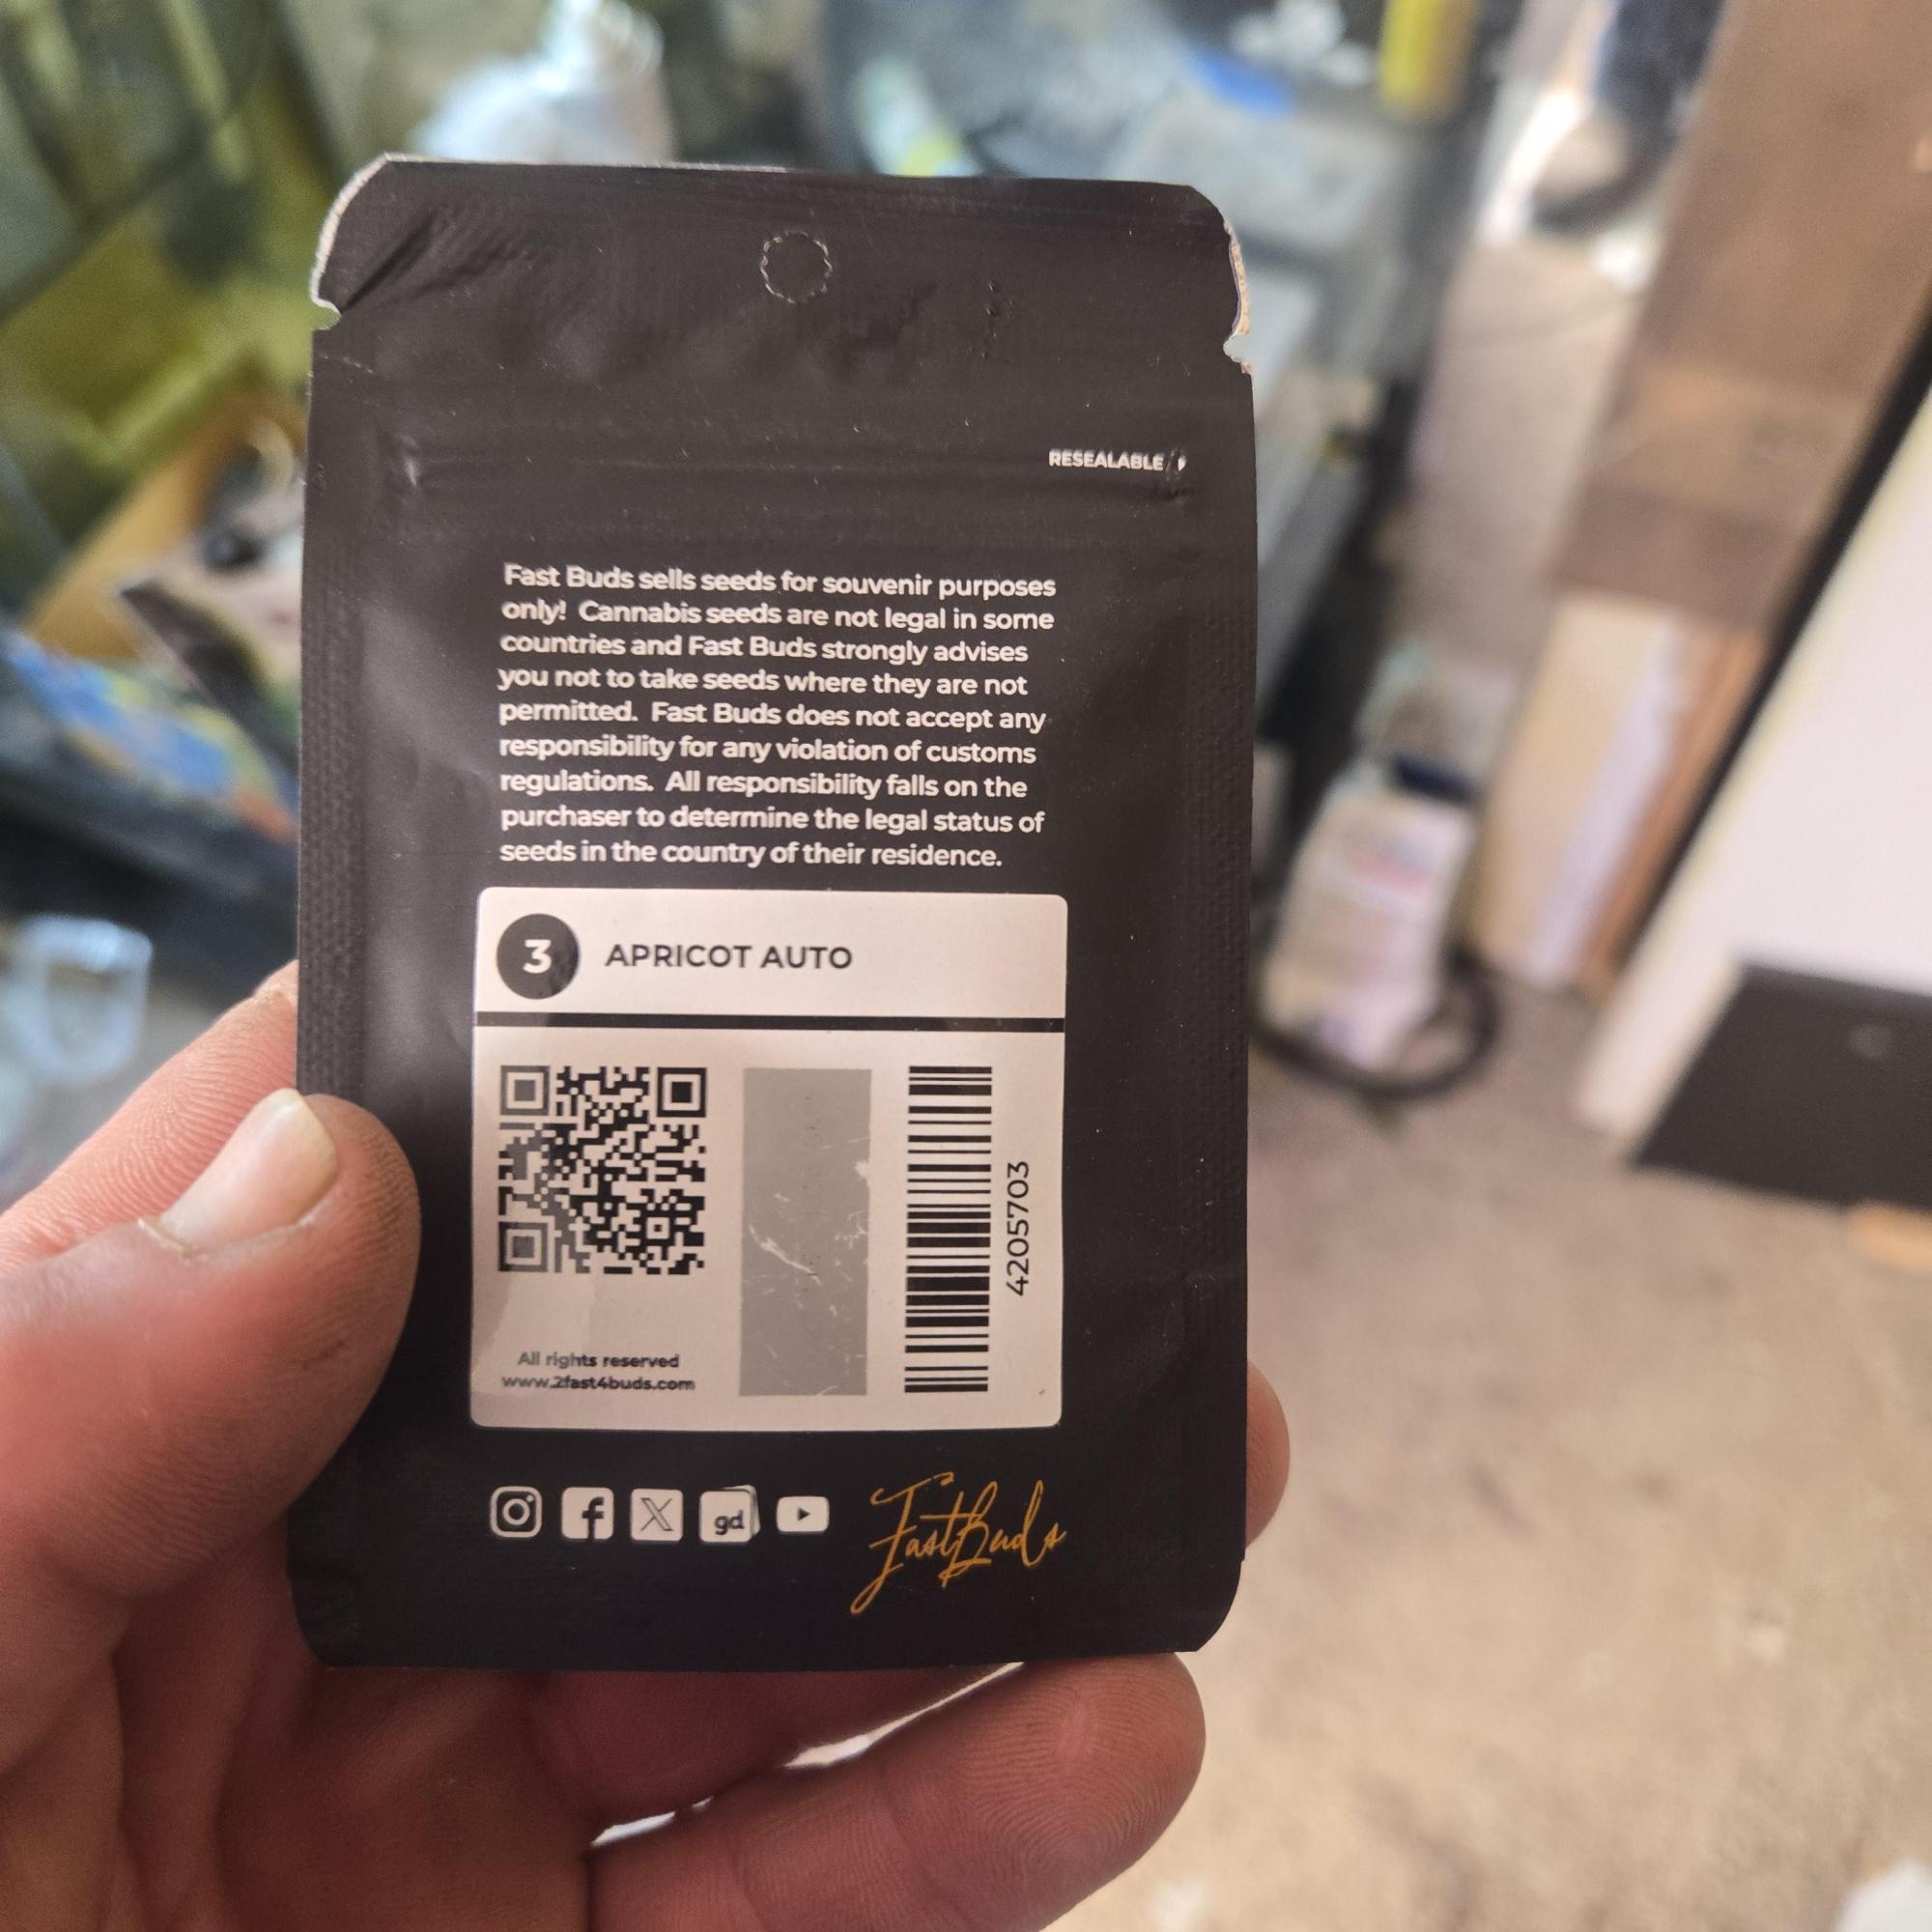 RESEALABLE
Fast Buds sells seeds for souvenir purposes
only! Cannabis seeds are not legal in some
countries and Fast Buds strongly advises
you not to take seeds where they are not
permitted. Fast Buds does not accept any
responsibility for any violation of customs
regulations. All responsibility falls on the
purchaser to determine the legal status of
seeds in the country of their residence.
3 APRICOT AUTO
4205703
All rights reserved
www.2fast4buds.com
gd
FastBuds